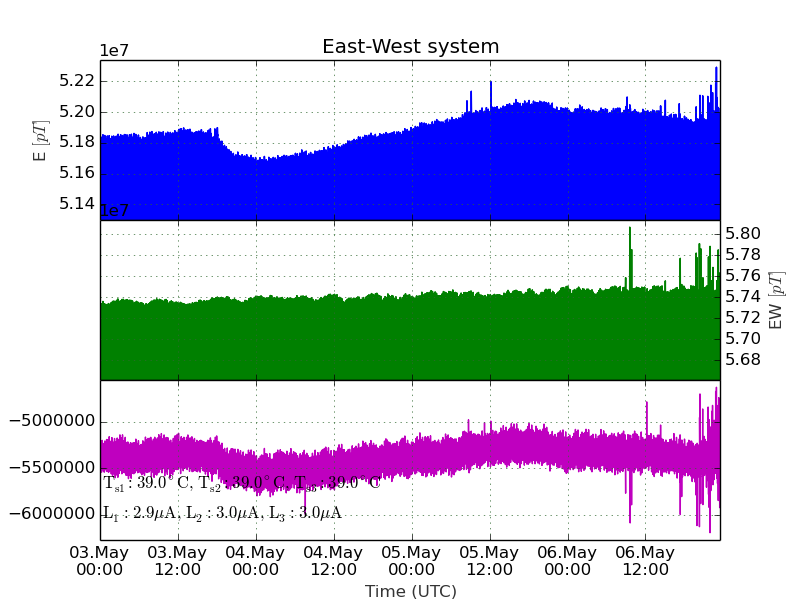 East-West system
1e7
5.22
5.20
5.18
5.16
5.14
E [pT]
1e7
5.80
5.78
5.76
5.74
5.72
5.70
5.68
EW [pT]
−5000000
−5500000
−6000000
T_s1 : 39.0°C, T_s2 : 39.0°C, T_s3 : 39.0°C
L_1 : 2.9μA, L_2 : 3.0μA, L_3 : 3.0μA
03.May 03.May 04.May 04.May 05.May 05.May 06.May 06.May
00:00 12:00 00:00 12:00 00:00 12:00 00:00 12:00
Time (UTC)